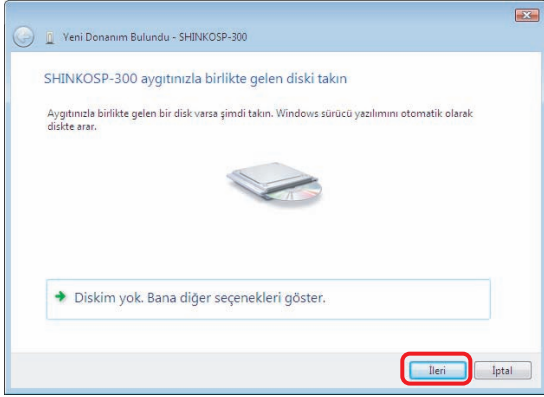 Yeni Donanım Bulundu - SHINKOSP-300
SHINKOSP-300 aygıtınızla birlikte gelen diski takın
Aygıtınızla birlikte gelen bir disk varsa şimdi takın. Windows sürücü yazılımını otomatik olarak
diskte arar.
Diskim yok. Bana diğer seçenekleri göster.
İleri
İptal